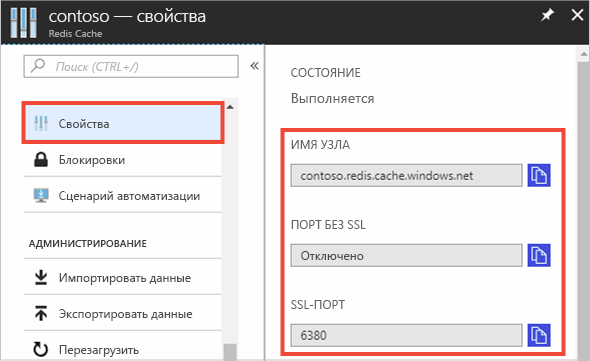 contoso — свойства
Redis Cache
Поиск (CTRL+/)
Свойства
Блокировки
Сценарий автоматизации
АДМИНИСТРИРОВАНИЕ
Импортировать данные
Экспортировать данные
Перезагрузить
СОСТОЯНИЕ
Выполняется
ИМЯ УЗЛА
contoso.redis.cache.windows.net
ПОРТ БЕЗ SSL
Отключено
SSL-ПОРТ
6380